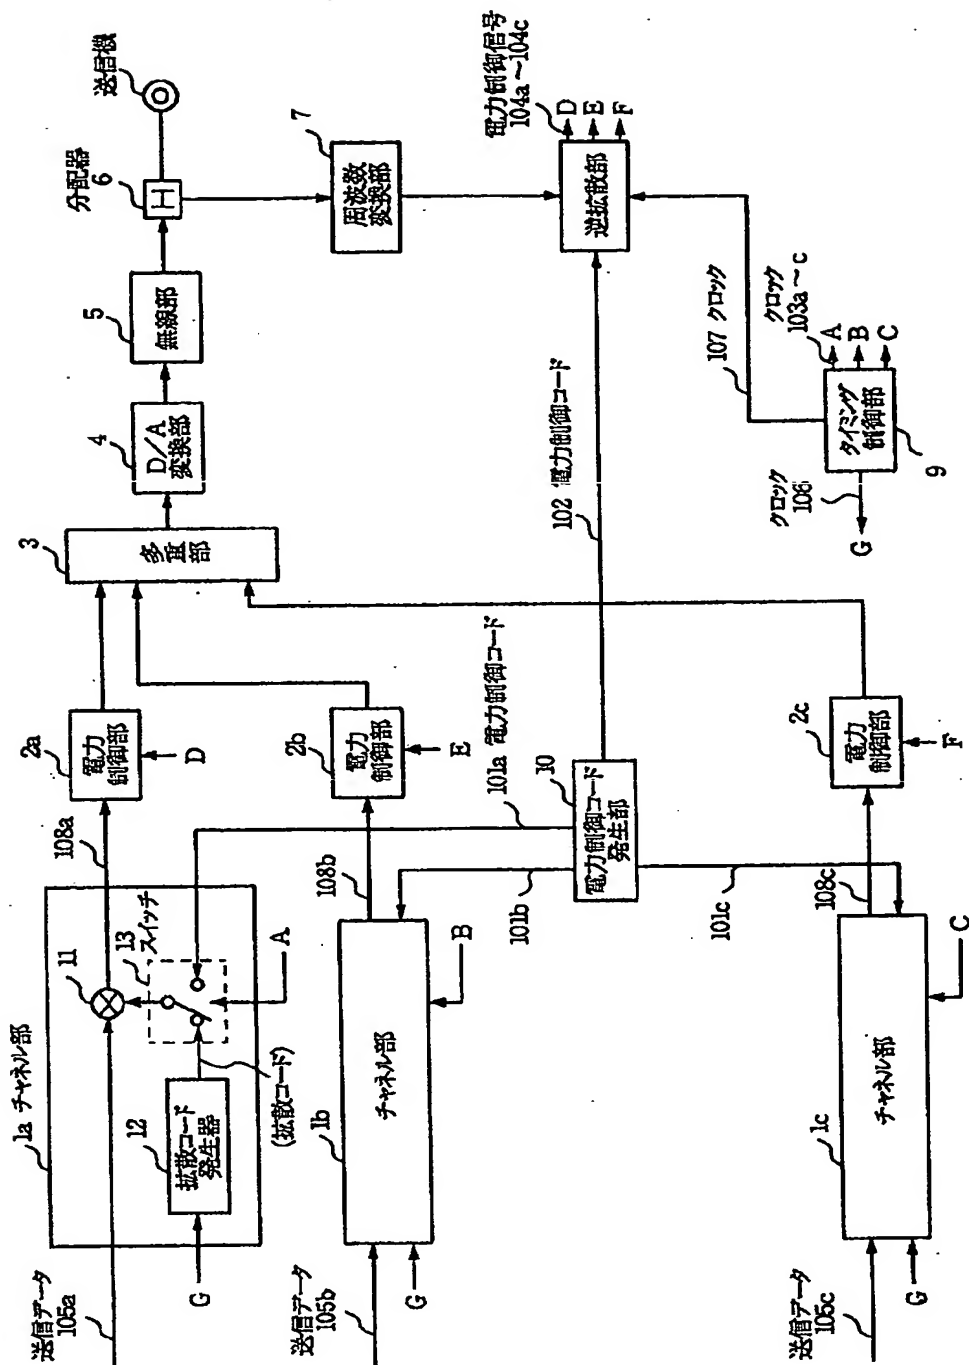 送信データ
105a
1a チャネル部
G
12
拡散コード
発生器
(拡散コード)
11
13
スイッチ
A
108a
2a
電力
制御部
D
3
多重部
4
D/A
変換部
5
無線部
分配器
6
H
送信機
7
周波数
変換部
送信データ
105b
G
1b
チャネル部
B
108b
2b
電力
制御部
E
101a 電力制御コード
101b
10
電力制御コード
発生部
101c
102 電力制御コード
逆拡散部
電力制御信号
104a～104c
D
E
F
107 クロック
クロック
103a～c
A
B
C
タイミング
制御部
9
クロック
106
G
送信データ
105c
G
1c
チャネル部
C
108c
2c
電力
制御部
F